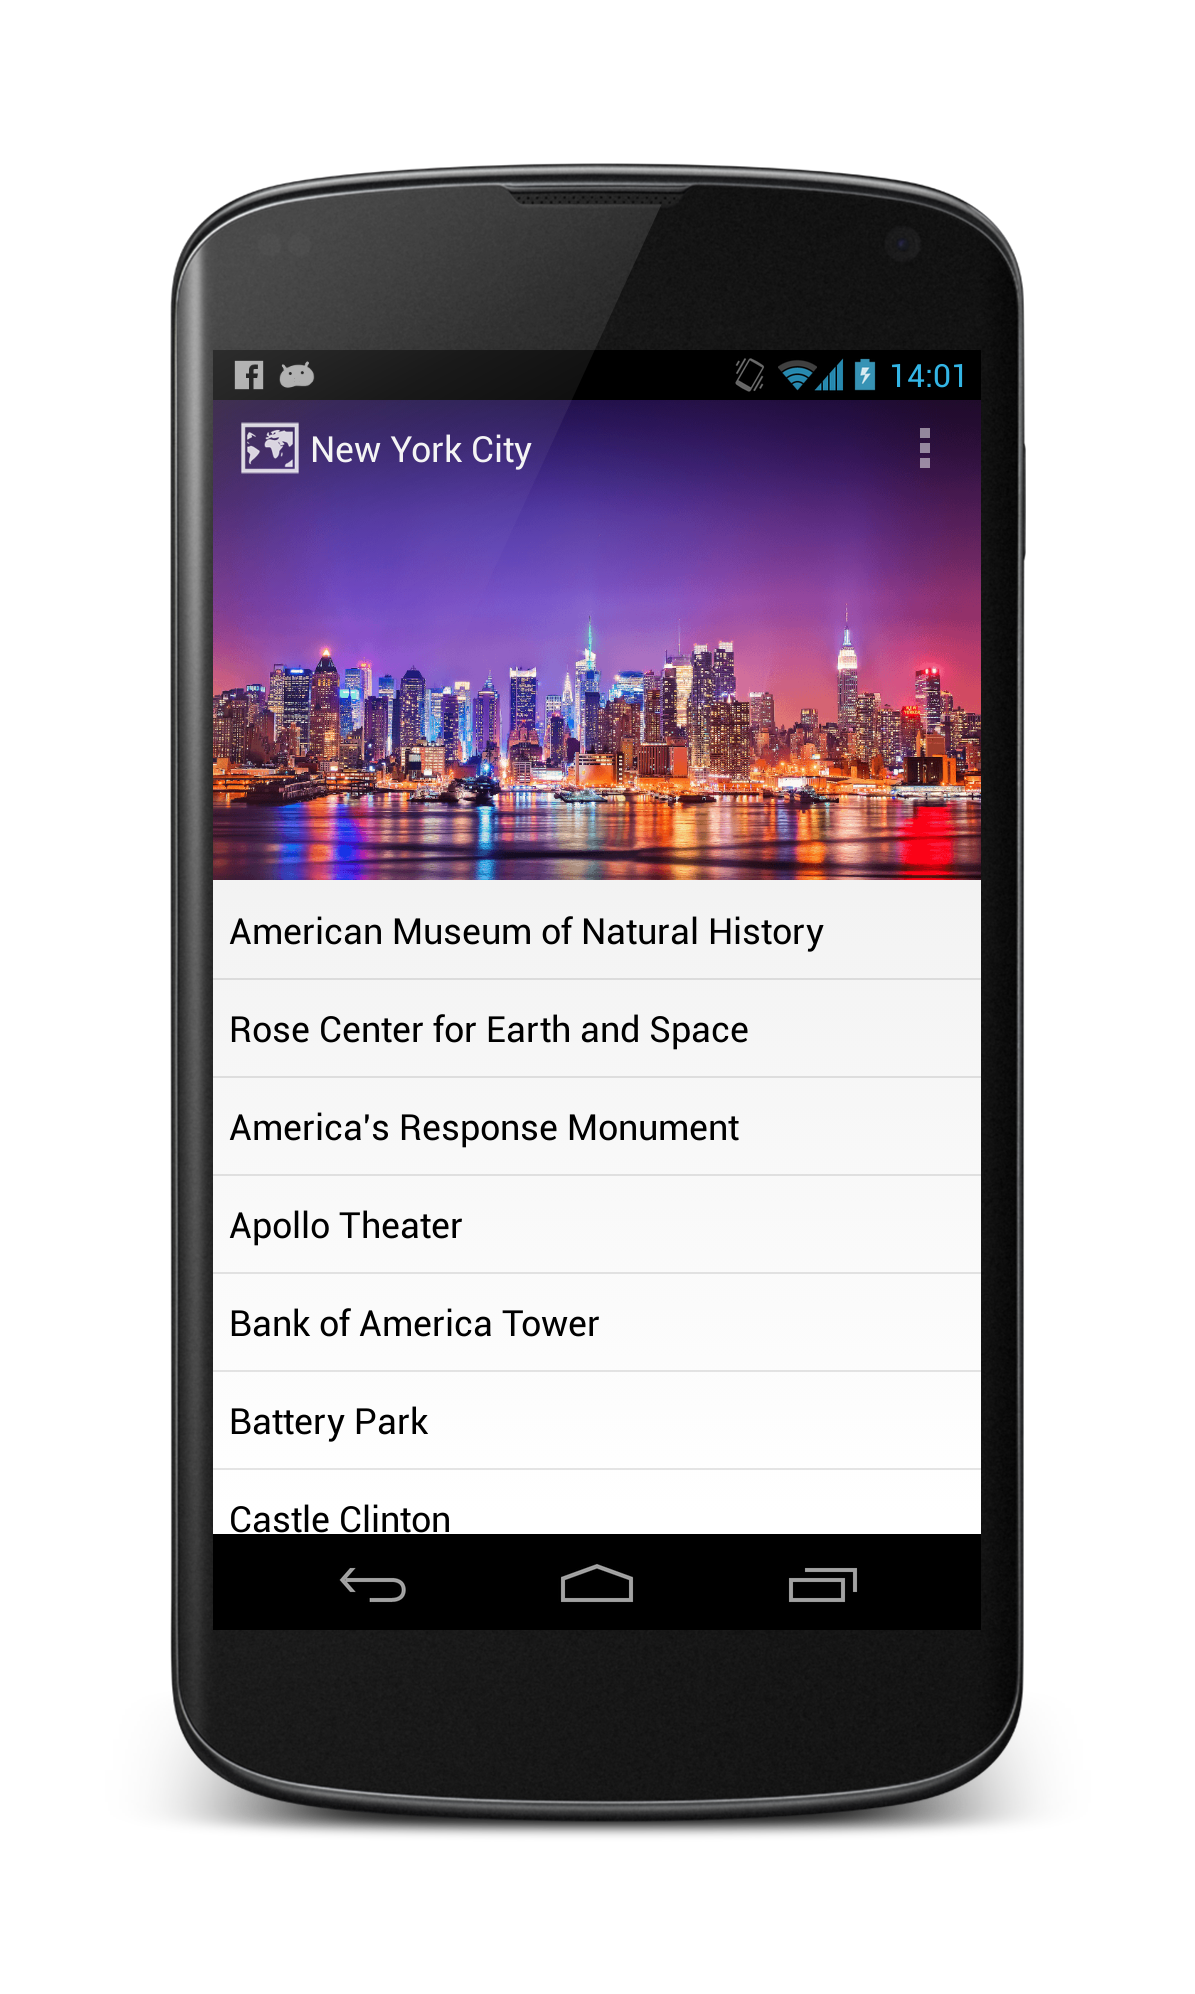 14:01
New York City
American Museum of Natural History
Rose Center for Earth and Space
America's Response Monument
Apollo Theater
Bank of America Tower
Battery Park
Castle Clinton